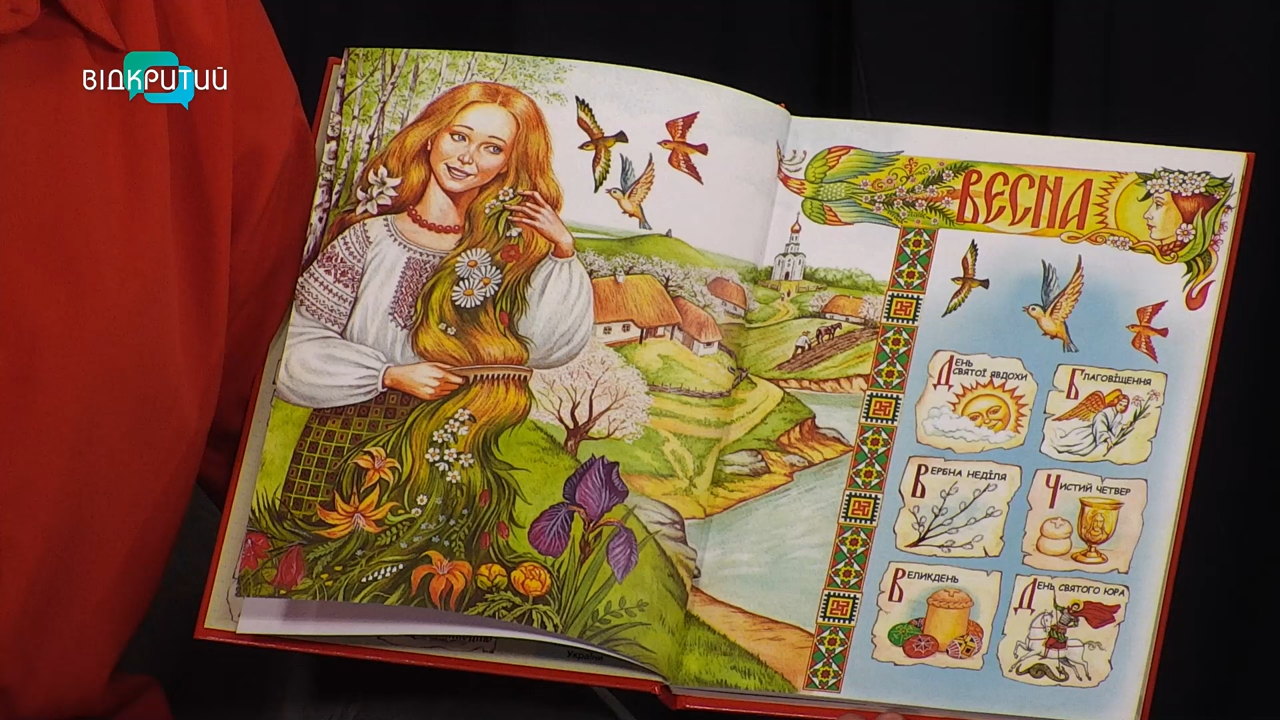 ВІДКРИТИЙ
ВЕСНА
ДЕНЬ
СВЯТОЇ ЯВДОХИ
БЛАГОВІЩЕННЯ
ВЕРБНА НЕДІЛЯ
ЧИСТИЙ ЧЕТВЕР
ВЕЛИКДЕНЬ
ДЕНЬ СВЯТОГО ЮРА